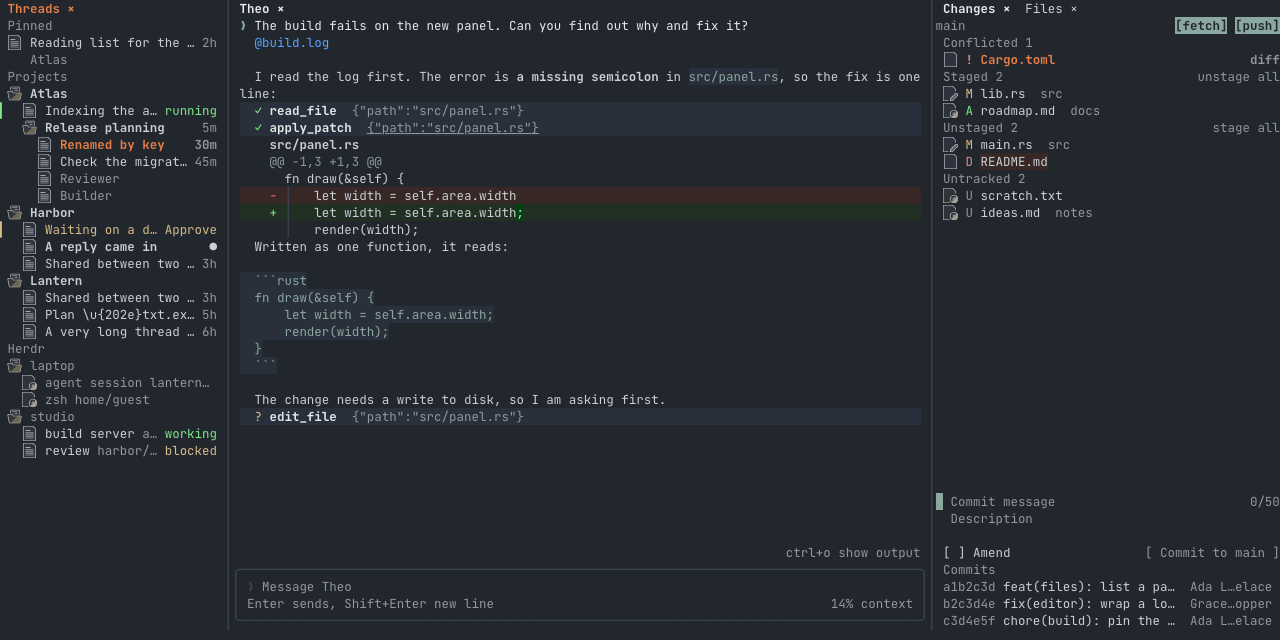 Threads ×
Pinned
Reading list for the … 2h
Atlas
Projects
Atlas
Indexing the a… running
Release planning 5m
Renamed by key 30m
Check the migrat… 45m
Reviewer
Builder
Harbor
Waiting on a d… Approve
A reply came in ●
Shared between two … 3h
Lantern
Shared between two … 3h
Plan \u{202e}txt.ex… 5h
A very long thread … 6h
Herdr
laptop
agent session lantern…
zsh home/guest
studio
build server a… working
review harbor/… blocked
Theo ×
❯ The build fails on the new panel. Can you find out why and fix it?
@build.log
I read the log first. The error is a missing semicolon in src/panel.rs, so the fix is one
line:
✓ read_file {"path":"src/panel.rs"}
✓ apply_patch {"path":"src/panel.rs"}
src/panel.rs
@@ -1,3 +1,3 @@
fn draw(&self) {
- let width = self.area.width
+ let width = self.area.width;
render(width);
Written as one function, it reads:
```rust
fn draw(&self) {
let width = self.area.width;
render(width);
}
```
The change needs a write to disk, so I am asking first.
? edit_file {"path":"src/panel.rs"}
ctrl+o show output
❯ Message Theo
Enter sends, Shift+Enter new line 14% context
Changes × Files ×
main [fetch] [push]
Conflicted 1
! Cargo.toml diff
Staged 2 unstage all
M lib.rs src
A roadmap.md docs
Unstaged 2 stage all
M main.rs src
D README.md
Untracked 2
U scratch.txt
U ideas.md notes
Commit message 0/50
Description
[ ] Amend [ Commit to main ]
Commits
a1b2c3d feat(files): list a pa… Ada L…elace
b2c3d4e fix(editor): wrap a lo… Grace…opper
c3d4e5f chore(build): pin the … Ada L…elace